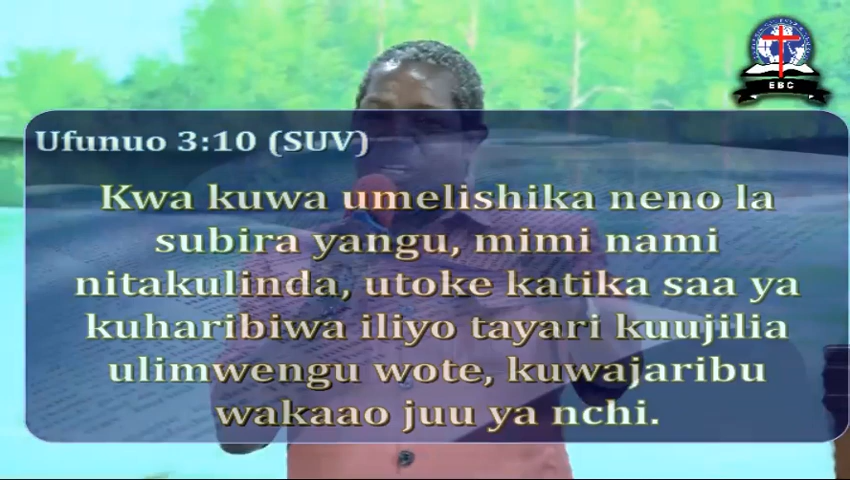 EBC
Ufunuo 3:10 (SUV)
Kwa kuwa umelishika neno la
subira yangu, mimi nami
nitakulinda, utoke katika saa ya
kuharibiwa iliyo tayari kuujilia
ulimwengu wote, kuwajaribu
wakaao juu ya nchi.